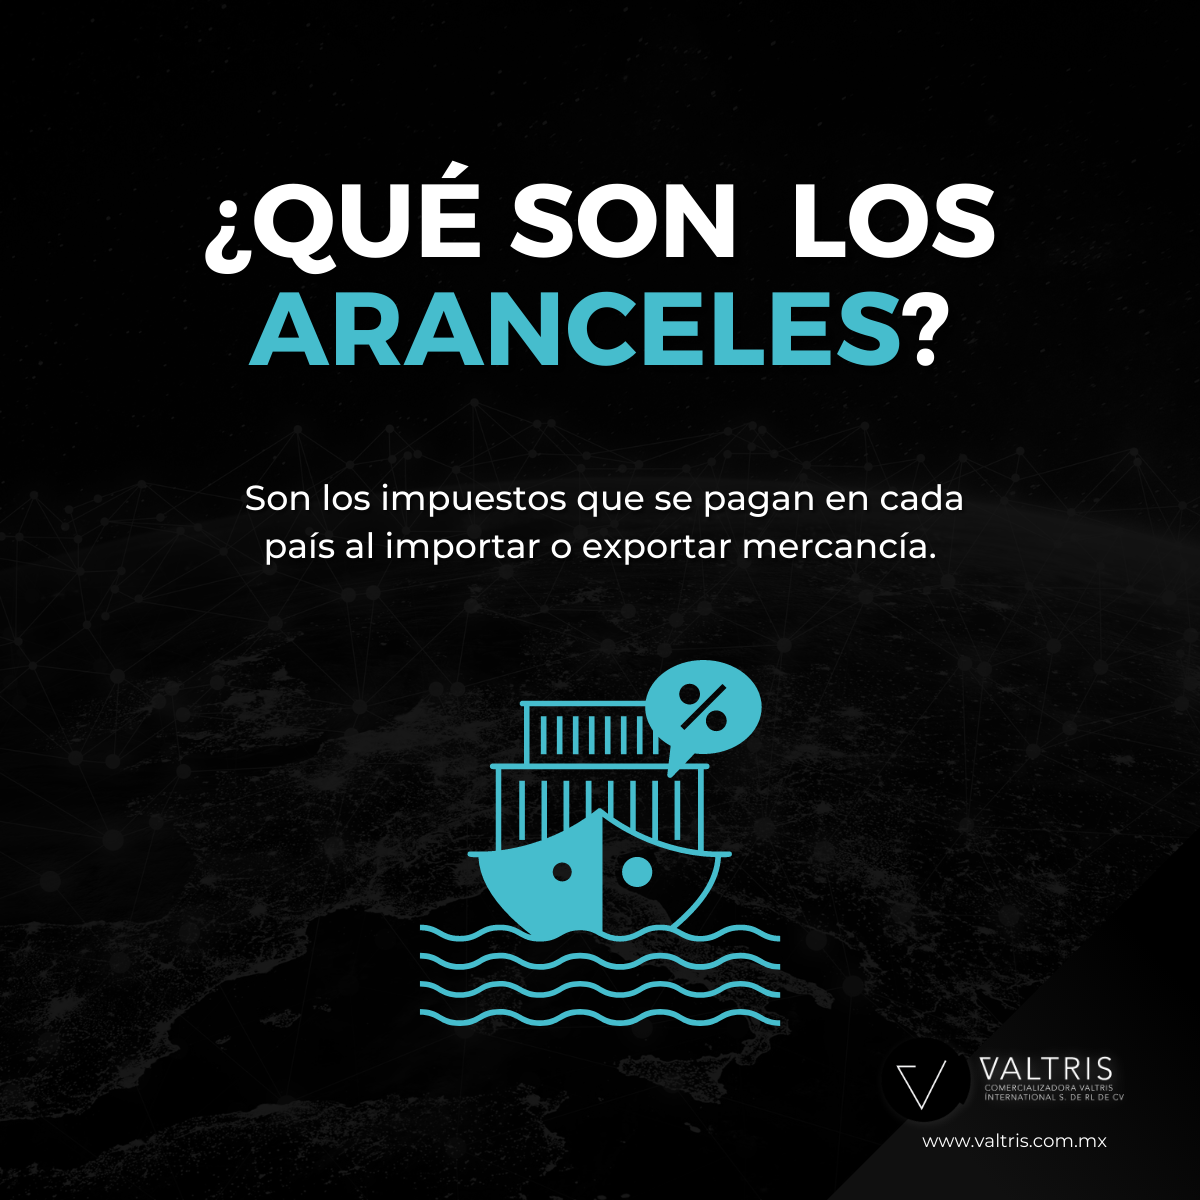 ¿QUÉ SON LOS
ARANCELES?
Son los impuestos que se pagan en cada
país al importar o exportar mercancía.
%
VALTRIS
COMERCIALIZADORA VALTRIS
INTERNATIONAL S. DE RL DE CV
www.valtris.com.mx